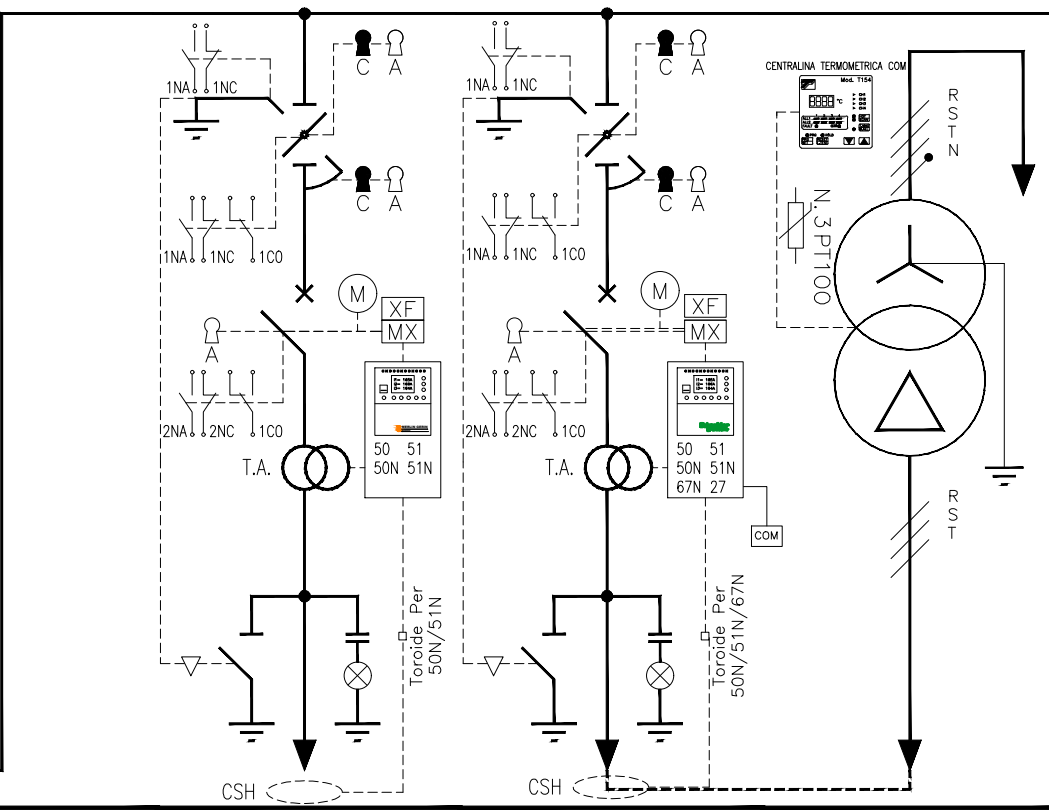 C A
1NA 1NC
C A
1NA 1NC 1CO
M
XF
MX
A
2NA 2NC 1CO
T.A.
50 51
50N 51N
Toroide Per
50N/51N
CSH
C A
1NA 1NC
C A
1NA 1NC 1CO
M
XF
MX
A
2NA 2NC 1CO
T.A.
50 51
50N 51N
67N 27
COM
Toroide Per
50N/51N/67N
CSH
CENTRALINA TERMOMETRICA COM
Mod. T154
°C
N. 3 PT100
R
S
T
N
R
S
T